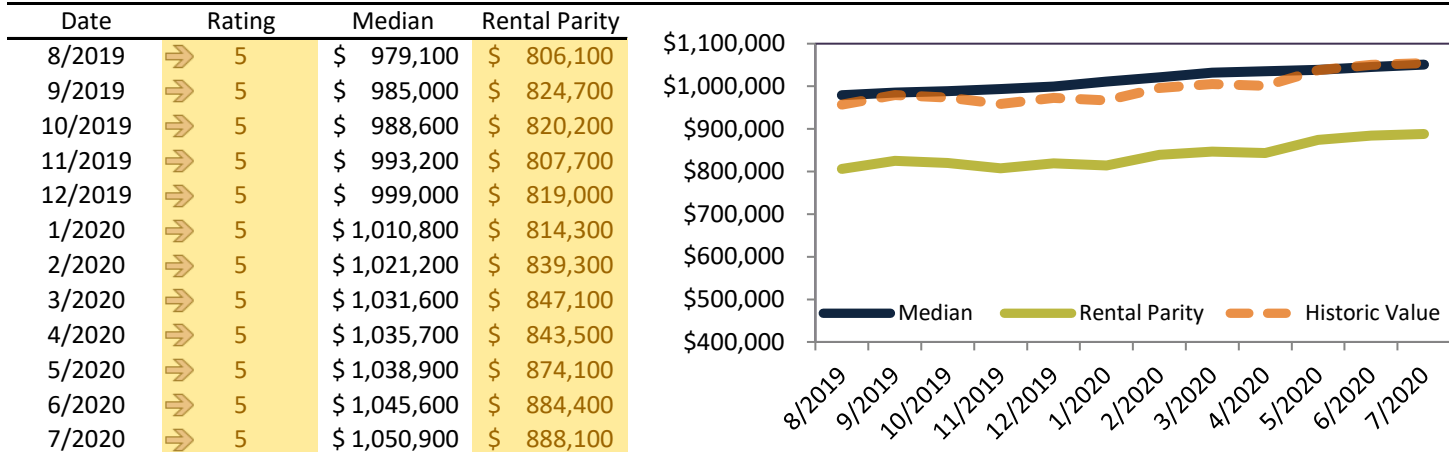 Date Rating Median Rental Parity
8/2019 5 $ 979,100 $ 806,100
9/2019 5 $ 985,000 $ 824,700
10/2019 5 $ 988,600 $ 820,200
11/2019 5 $ 993,200 $ 807,700
12/2019 5 $ 999,000 $ 819,000
1/2020 5 $ 1,010,800 $ 814,300
2/2020 5 $ 1,021,200 $ 839,300
3/2020 5 $ 1,031,600 $ 847,100
4/2020 5 $ 1,035,700 $ 843,500
5/2020 5 $ 1,038,900 $ 874,100
6/2020 5 $ 1,045,600 $ 884,400
7/2020 5 $ 1,050,900 $ 888,100
$1,100,000
$1,000,000
$900,000
$800,000
$700,000
$600,000
$500,000
$400,000
Median Rental Parity Historic Value
8/2019 9/2019 10/2019 11/2019 12/2019 1/2020 2/2020 3/2020 4/2020 5/2020 6/2020 7/2020